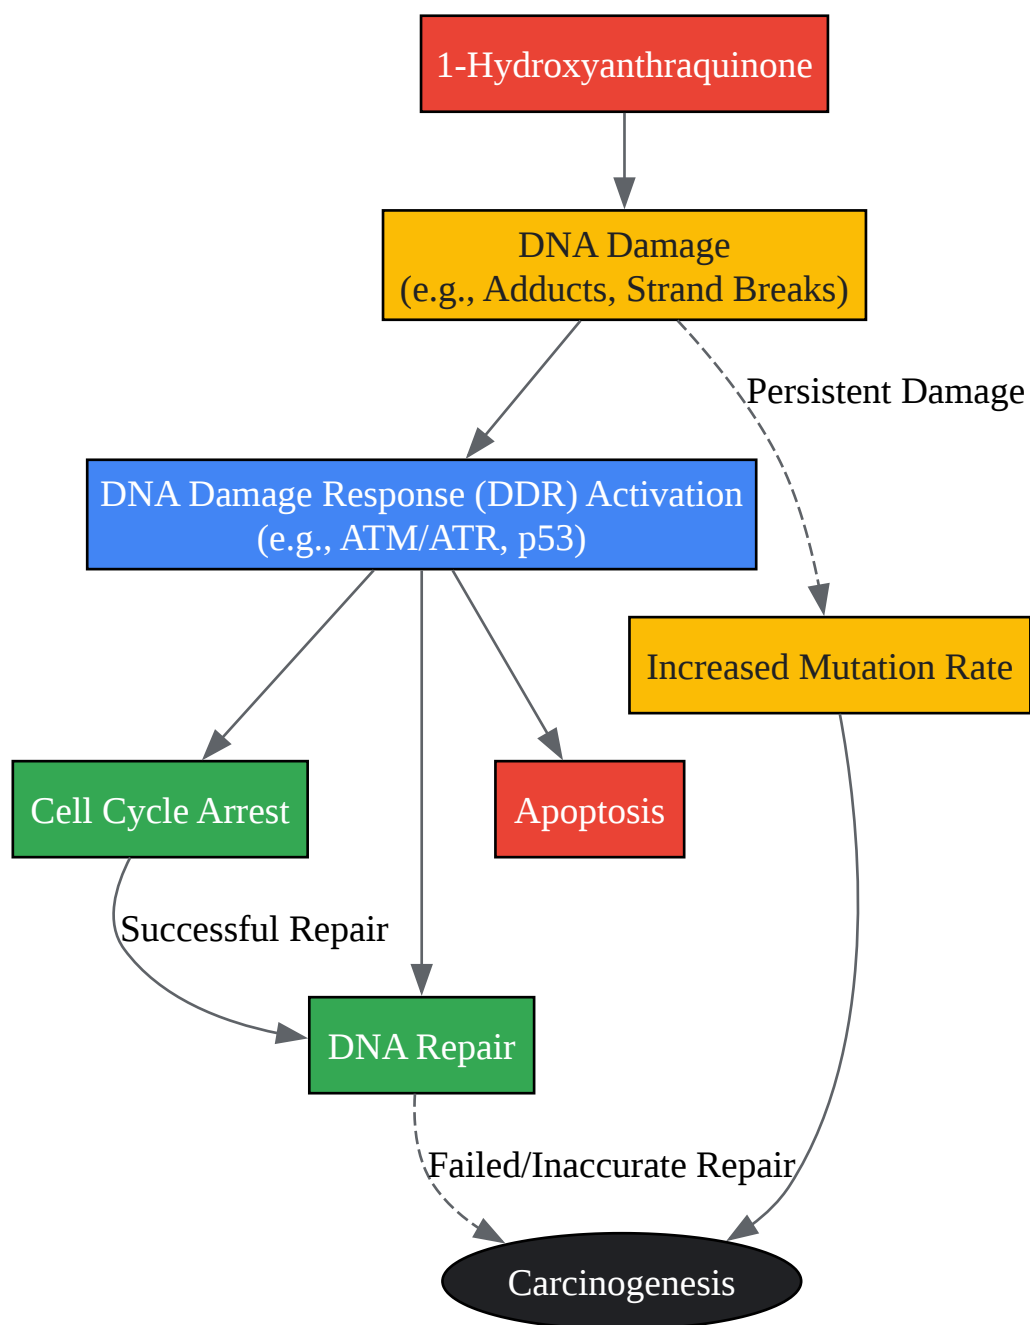 1-Hydroxyanthraquinone
DNA Damage
(e.g., Adducts, Strand Breaks)
Persistent Damage
DNA Damage Response (DDR) Activation
(e.g., ATM/ATR, p53)
Increased Mutation Rate
Cell Cycle Arrest
Apoptosis
Successful Repair
DNA Repair
Failed/Inaccurate Repair
Carcinogenesis